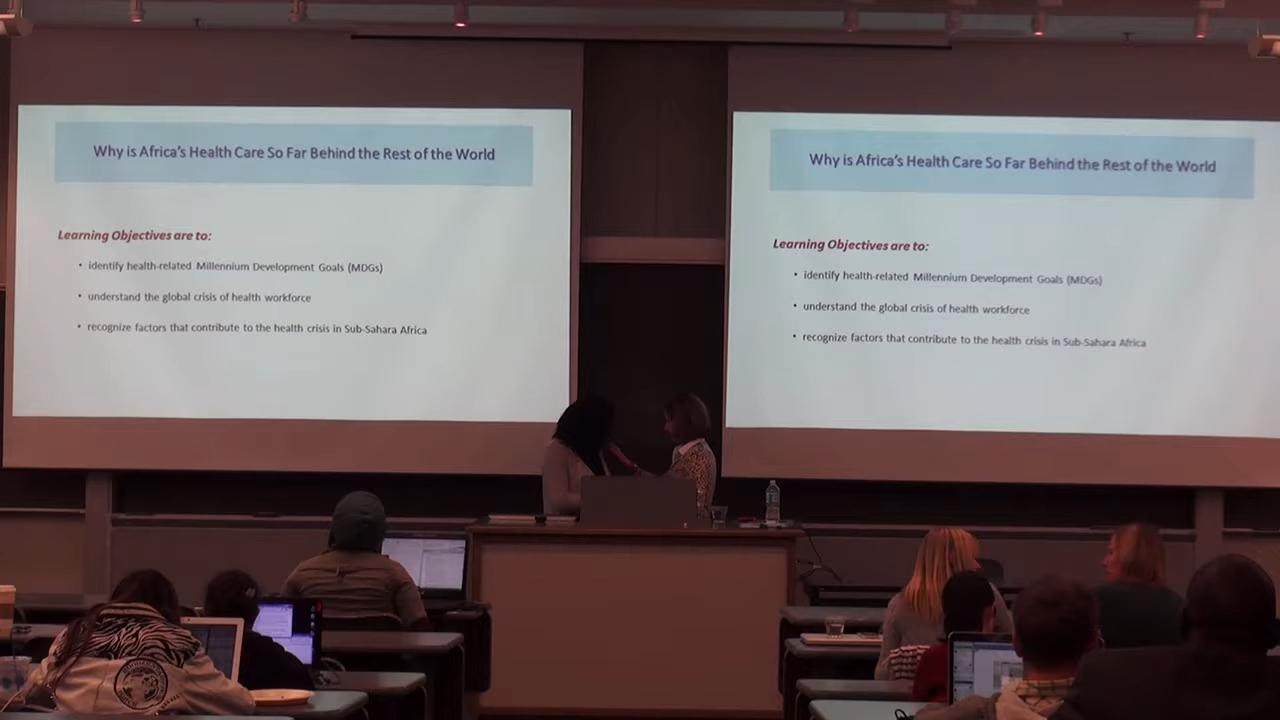 Why is Africa's Health Care So Far Behind the Rest of the World
Learning Objectives are to:
• identify health-related Millennium Development Goals (MDGs)
• understand the global crisis of health workforce
• recognize factors that contribute to the health crisis in Sub-Sahara Africa
Why is Africa's Health Care So Far Behind the Rest of the World
Learning Objectives are to:
• identify health-related Millennium Development Goals (MDGs)
• understand the global crisis of health workforce
• recognize factors that contribute to the health crisis in Sub-Sahara Africa